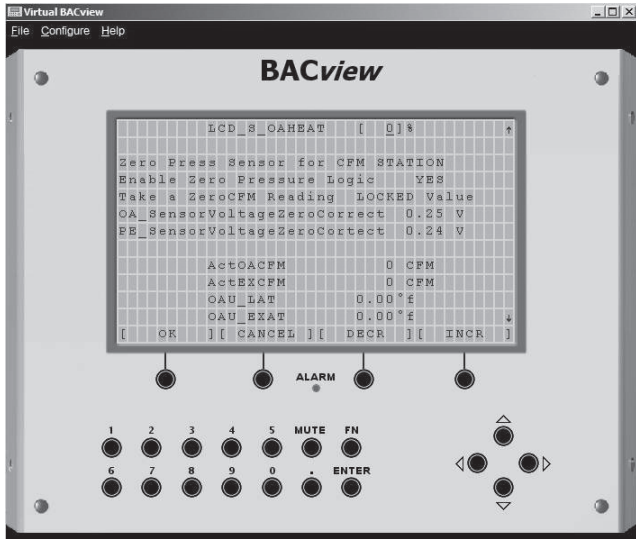 Virtual BACview
File Configure Help
BACview
LCD_S_OAHEAT [ 0]%
Zero Press Sensor for CFM STATION
Enable Zero Pressure Logic YES
Take a ZeroCFM Reading LOCKED Value
OA_SensorVoltageZeroCorrect 0.25 V
PE_SensorVoltageZeroCortect 0.24 V
ActOACFM 0 CFM
ActEXCFM 0 CFM
OAU_LAT 0.00°f
OAU_EXAT 0.00°f
[ OK ][ CANCEL ][ DECR ][ INCR ]
ALARM
1 2 3 4 5 MUTE FN
6 7 8 9 0 . ENTER